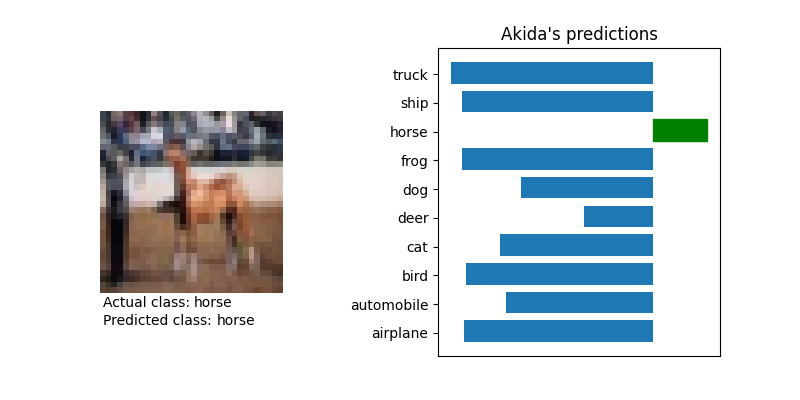 Akida's predictions
truck
ship
horse
frog
dog
deer
cat
bird
automobile
airplane
Actual class: horse
Predicted class: horse